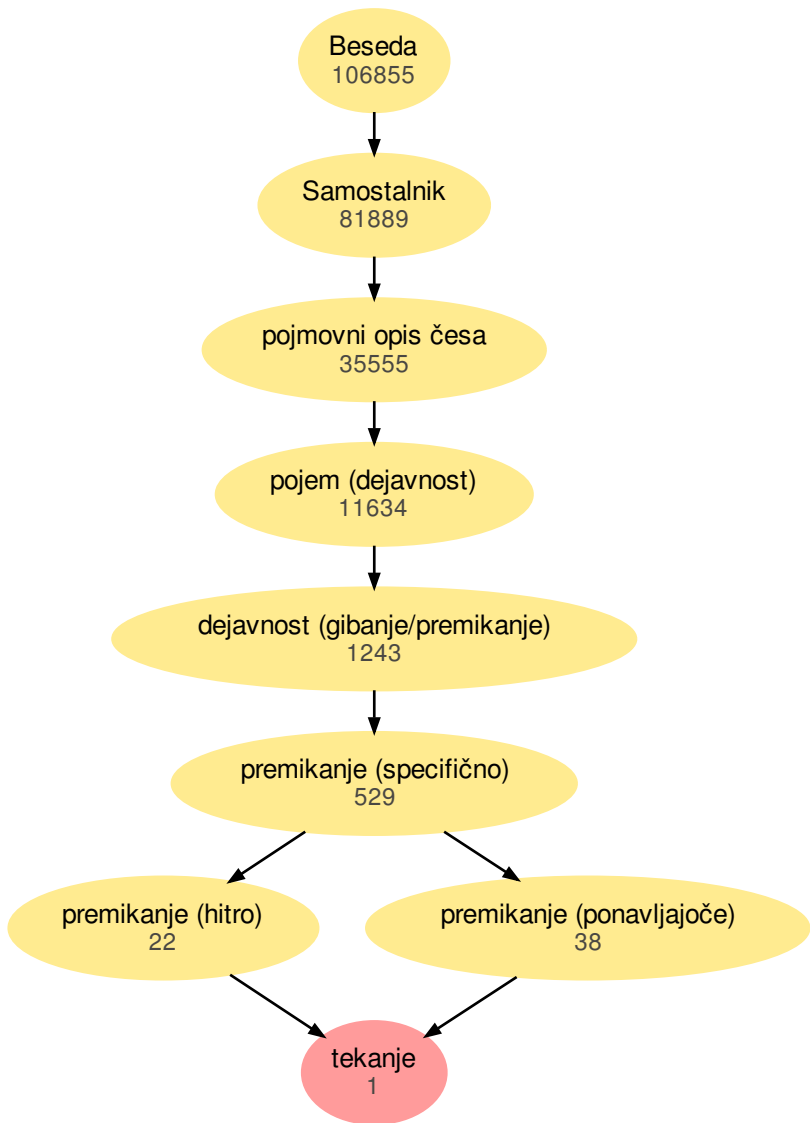 Beseda
106855
Samostalnik
81889
pojmovni opis česa
35555
pojem (dejavnost)
11634
dejavnost (gibanje/premikanje)
1243
premikanje (specifično)
529
premikanje (hitro)
22
premikanje (ponavljajoče)
38
tekanje
1